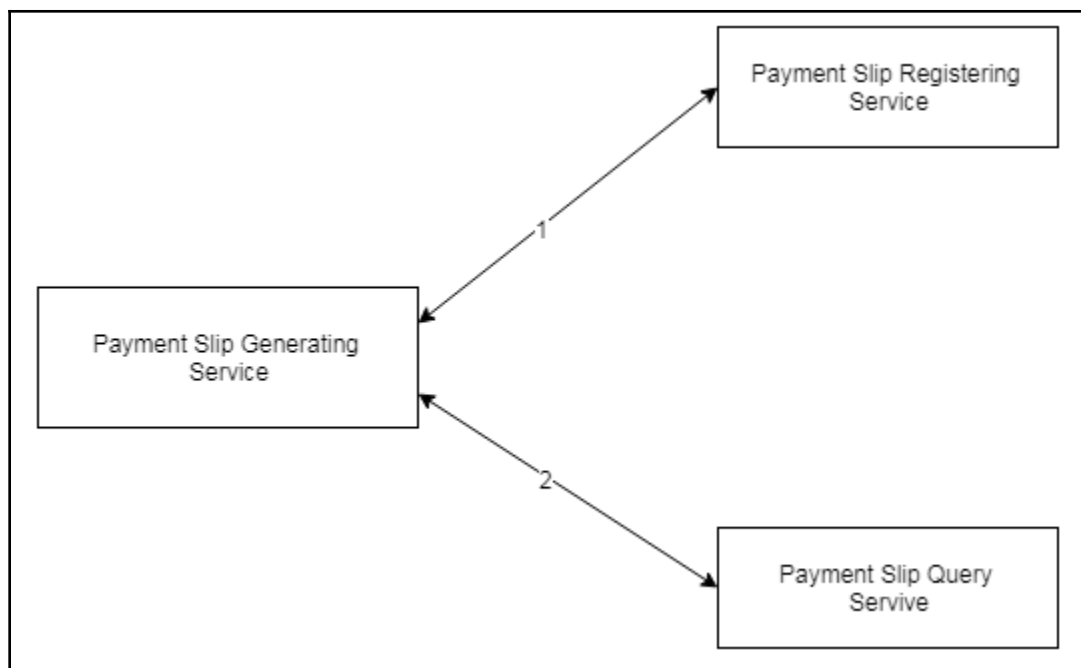 Payment Slip Registering
Service
1
Payment Slip Generating
Service
2
Payment Slip Query
Servive